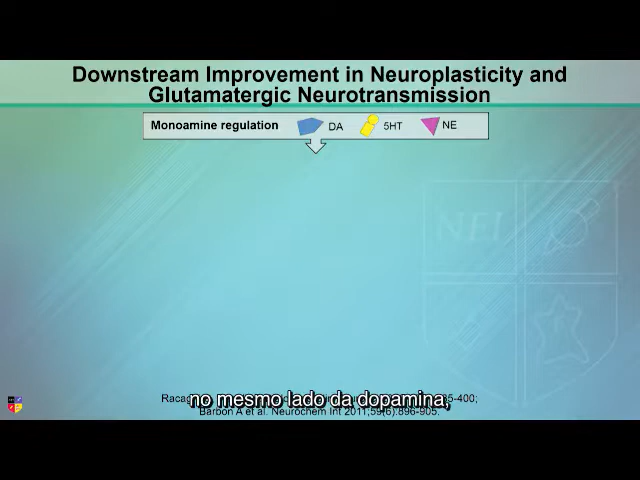 Downstream Improvement in Neuroplasticity and
Glutamatergic Neurotransmission
Monoamine regulation DA 5HT NE
NEI
no mesmo lado da dopamina,
Barbon A et al. Neurochem Int 2011;59(6):896-905.